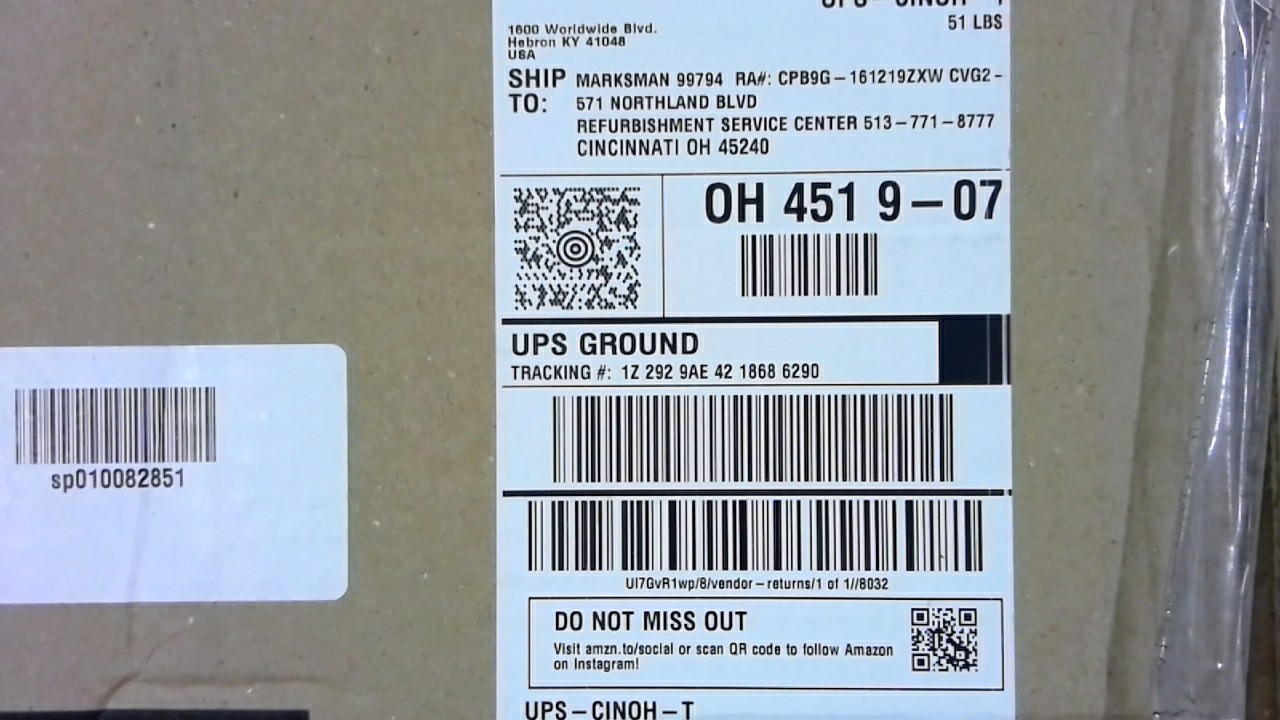 UPS-CINOH-T
51 LBS
1600 Worldwide Blvd.
Hebron KY 41048
USA
SHIP TO: MARKSMAN 99794 RA#: CPB9G-161219ZXW CVG2-
571 NORTHLAND BLVD
REFURBISHMENT SERVICE CENTER 513-771-8777
CINCINNATI OH 45240
OH 451 9-07
UPS GROUND
TRACKING #: 1Z 292 9AE 42 1868 6290
sp010082851
UI7GvR1wp/8/vendor-returns/1 of 1//8032
DO NOT MISS OUT
Visit amzn.to/social or scan QR code to follow Amazon
on Instagram!
UPS-CINOH-T